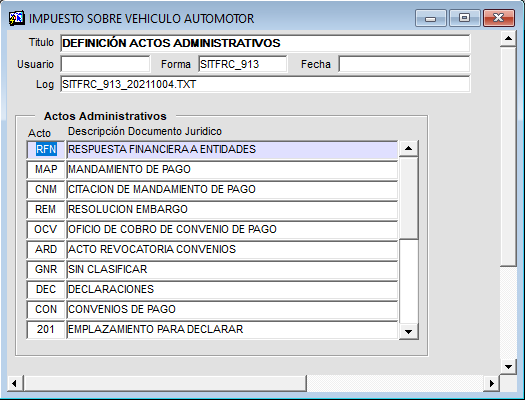 IMPUESTO SOBRE VEHICULO AUTOMOTOR
Titulo DEFINICIÓN ACTOS ADMINISTRATIVOS
Usuario Forma SITFRC_913 Fecha
Log SITFRC_913_20211004.TXT
Actos Administrativos
Acto Descripción Documento Juridico
RFN RESPUESTA FINANCIERA A ENTIDADES
MAP MANDAMIENTO DE PAGO
CNM CITACION DE MANDAMIENTO DE PAGO
REM RESOLUCION EMBARGO
OCV OFICIO DE COBRO DE CONVENIO DE PAGO
ARD ACTO REVOCATORIA CONVENIOS
GNR SIN CLASIFICAR
DEC DECLARACIONES
CON CONVENIOS DE PAGO
201 EMPLAZAMIENTO PARA DECLARAR